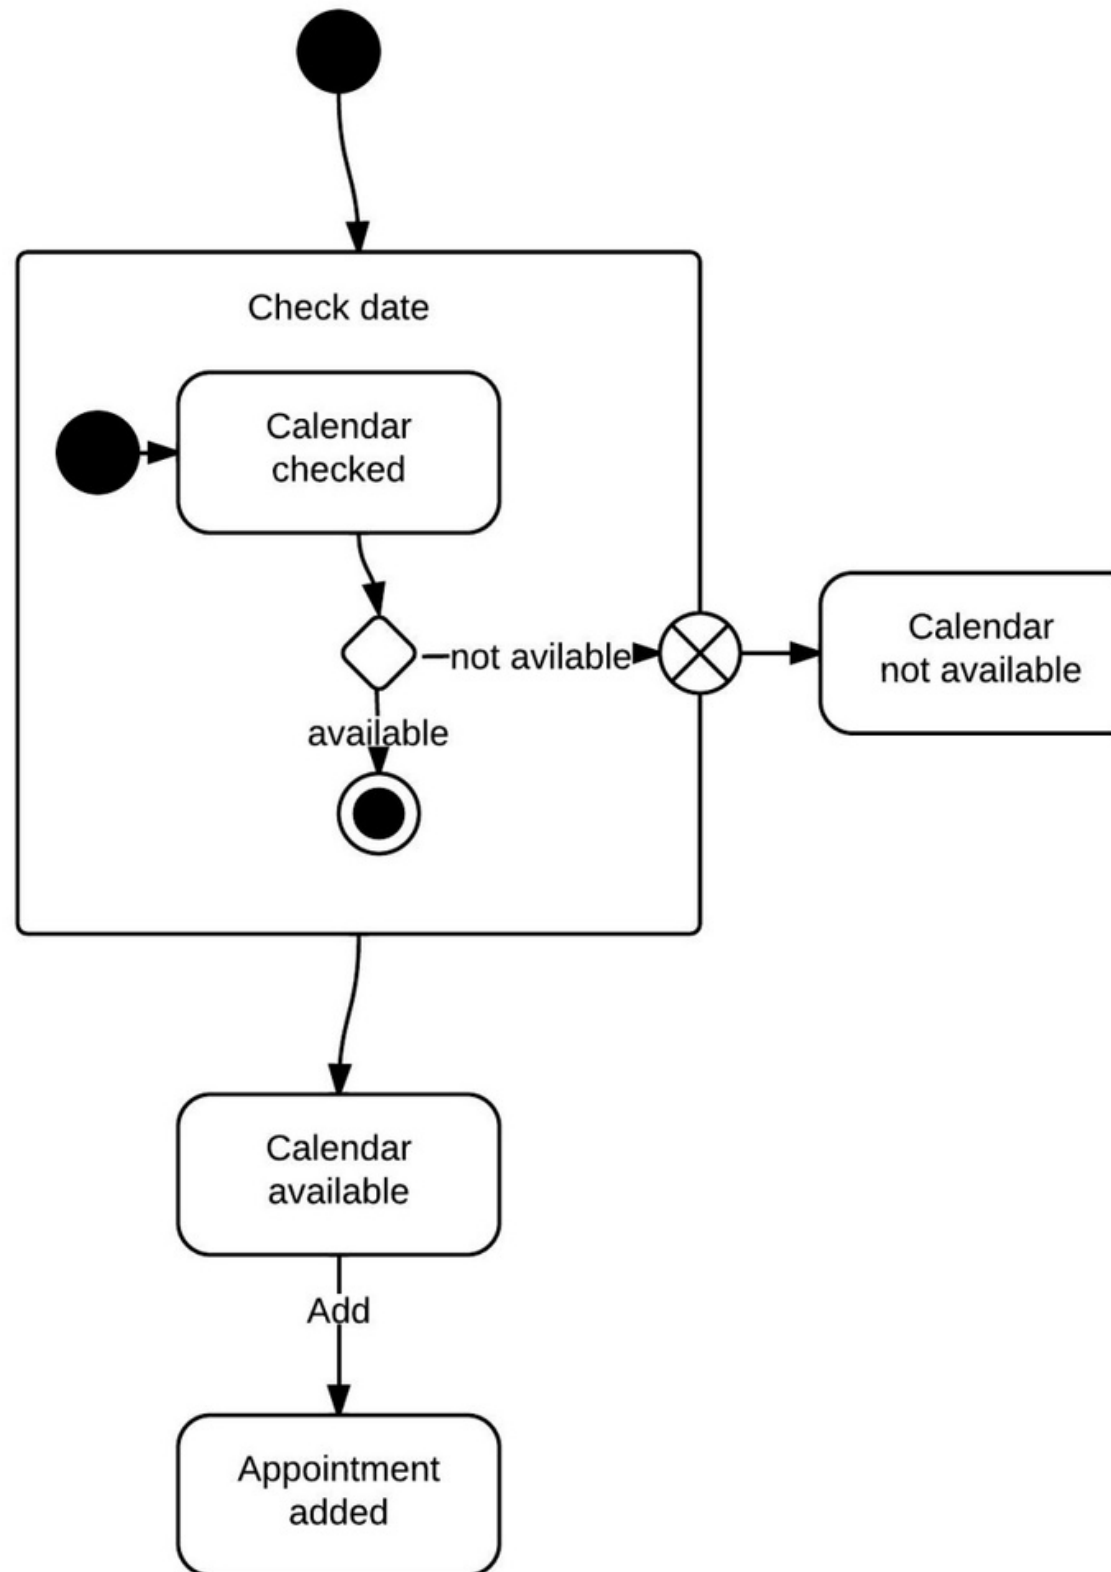 Check date
Calendar
checked
not avilable
Calendar
not available
available
Calendar
available
Add
Appointment
added